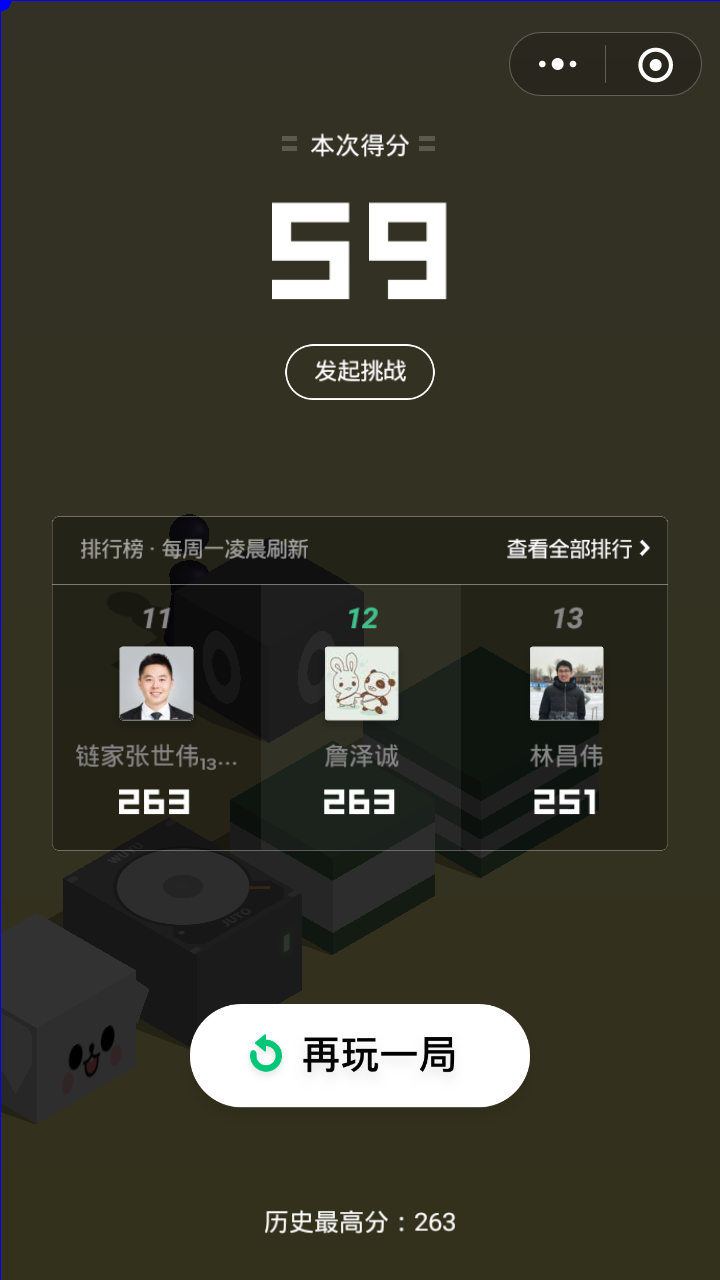 本次得分
59
发起挑战
排行榜 · 每周一凌晨刷新
查看全部排行
11
12
13
链家张世伟13...
詹泽诚
林昌伟
263
263
251
WUYU
JUTO
再玩一局
历史最高分：263